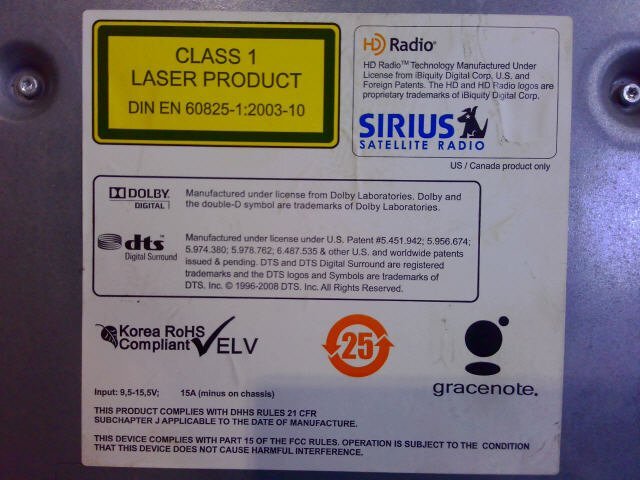 CLASS 1
LASER PRODUCT
DIN EN 60825-1:2003-10
HD Radio®
HD Radio™ Technology Manufactured Under
License from iBiquity Digital Corp. U.S. and
Foreign Patents. The HD and HD Radio logos are
proprietary trademarks of iBiquity Digital Corp.
SIRIUS
SATELLITE RADIO
US / Canada product only
DOLBY
DIGITAL
Manufactured under license from Dolby Laboratories. Dolby and
the double-D symbol are trademarks of Dolby Laboratories.
dts
Digital Surround
Manufactured under license under U.S. Patent #5.451.942; 5.956.674;
5.974.380; 5.978.762; 6.487.535 & other U.S. and worldwide patents
issued & pending. DTS and DTS Digital Surround are registered
trademarks and the DTS logos and Symbols are trademarks of
DTS. Inc. © 1996-2008 DTS. Inc. All Rights Reserved.
Korea RoHS
Compliant
ELV
25
gracenote.
Input: 9,5-15,5V; 15A (minus on chassis)
THIS PRODUCT COMPLIES WITH DHHS RULES 21 CFR
SUBCHAPTER J APPLICABLE TO THE DATE OF MANUFACTURE.
THIS DEVICE COMPLIES WITH PART 15 OF THE FCC RULES. OPERATION IS SUBJECT TO THE CONDITION
THAT THIS DEVICE DOES NOT CAUSE HARMFUL INTERFERENCE.